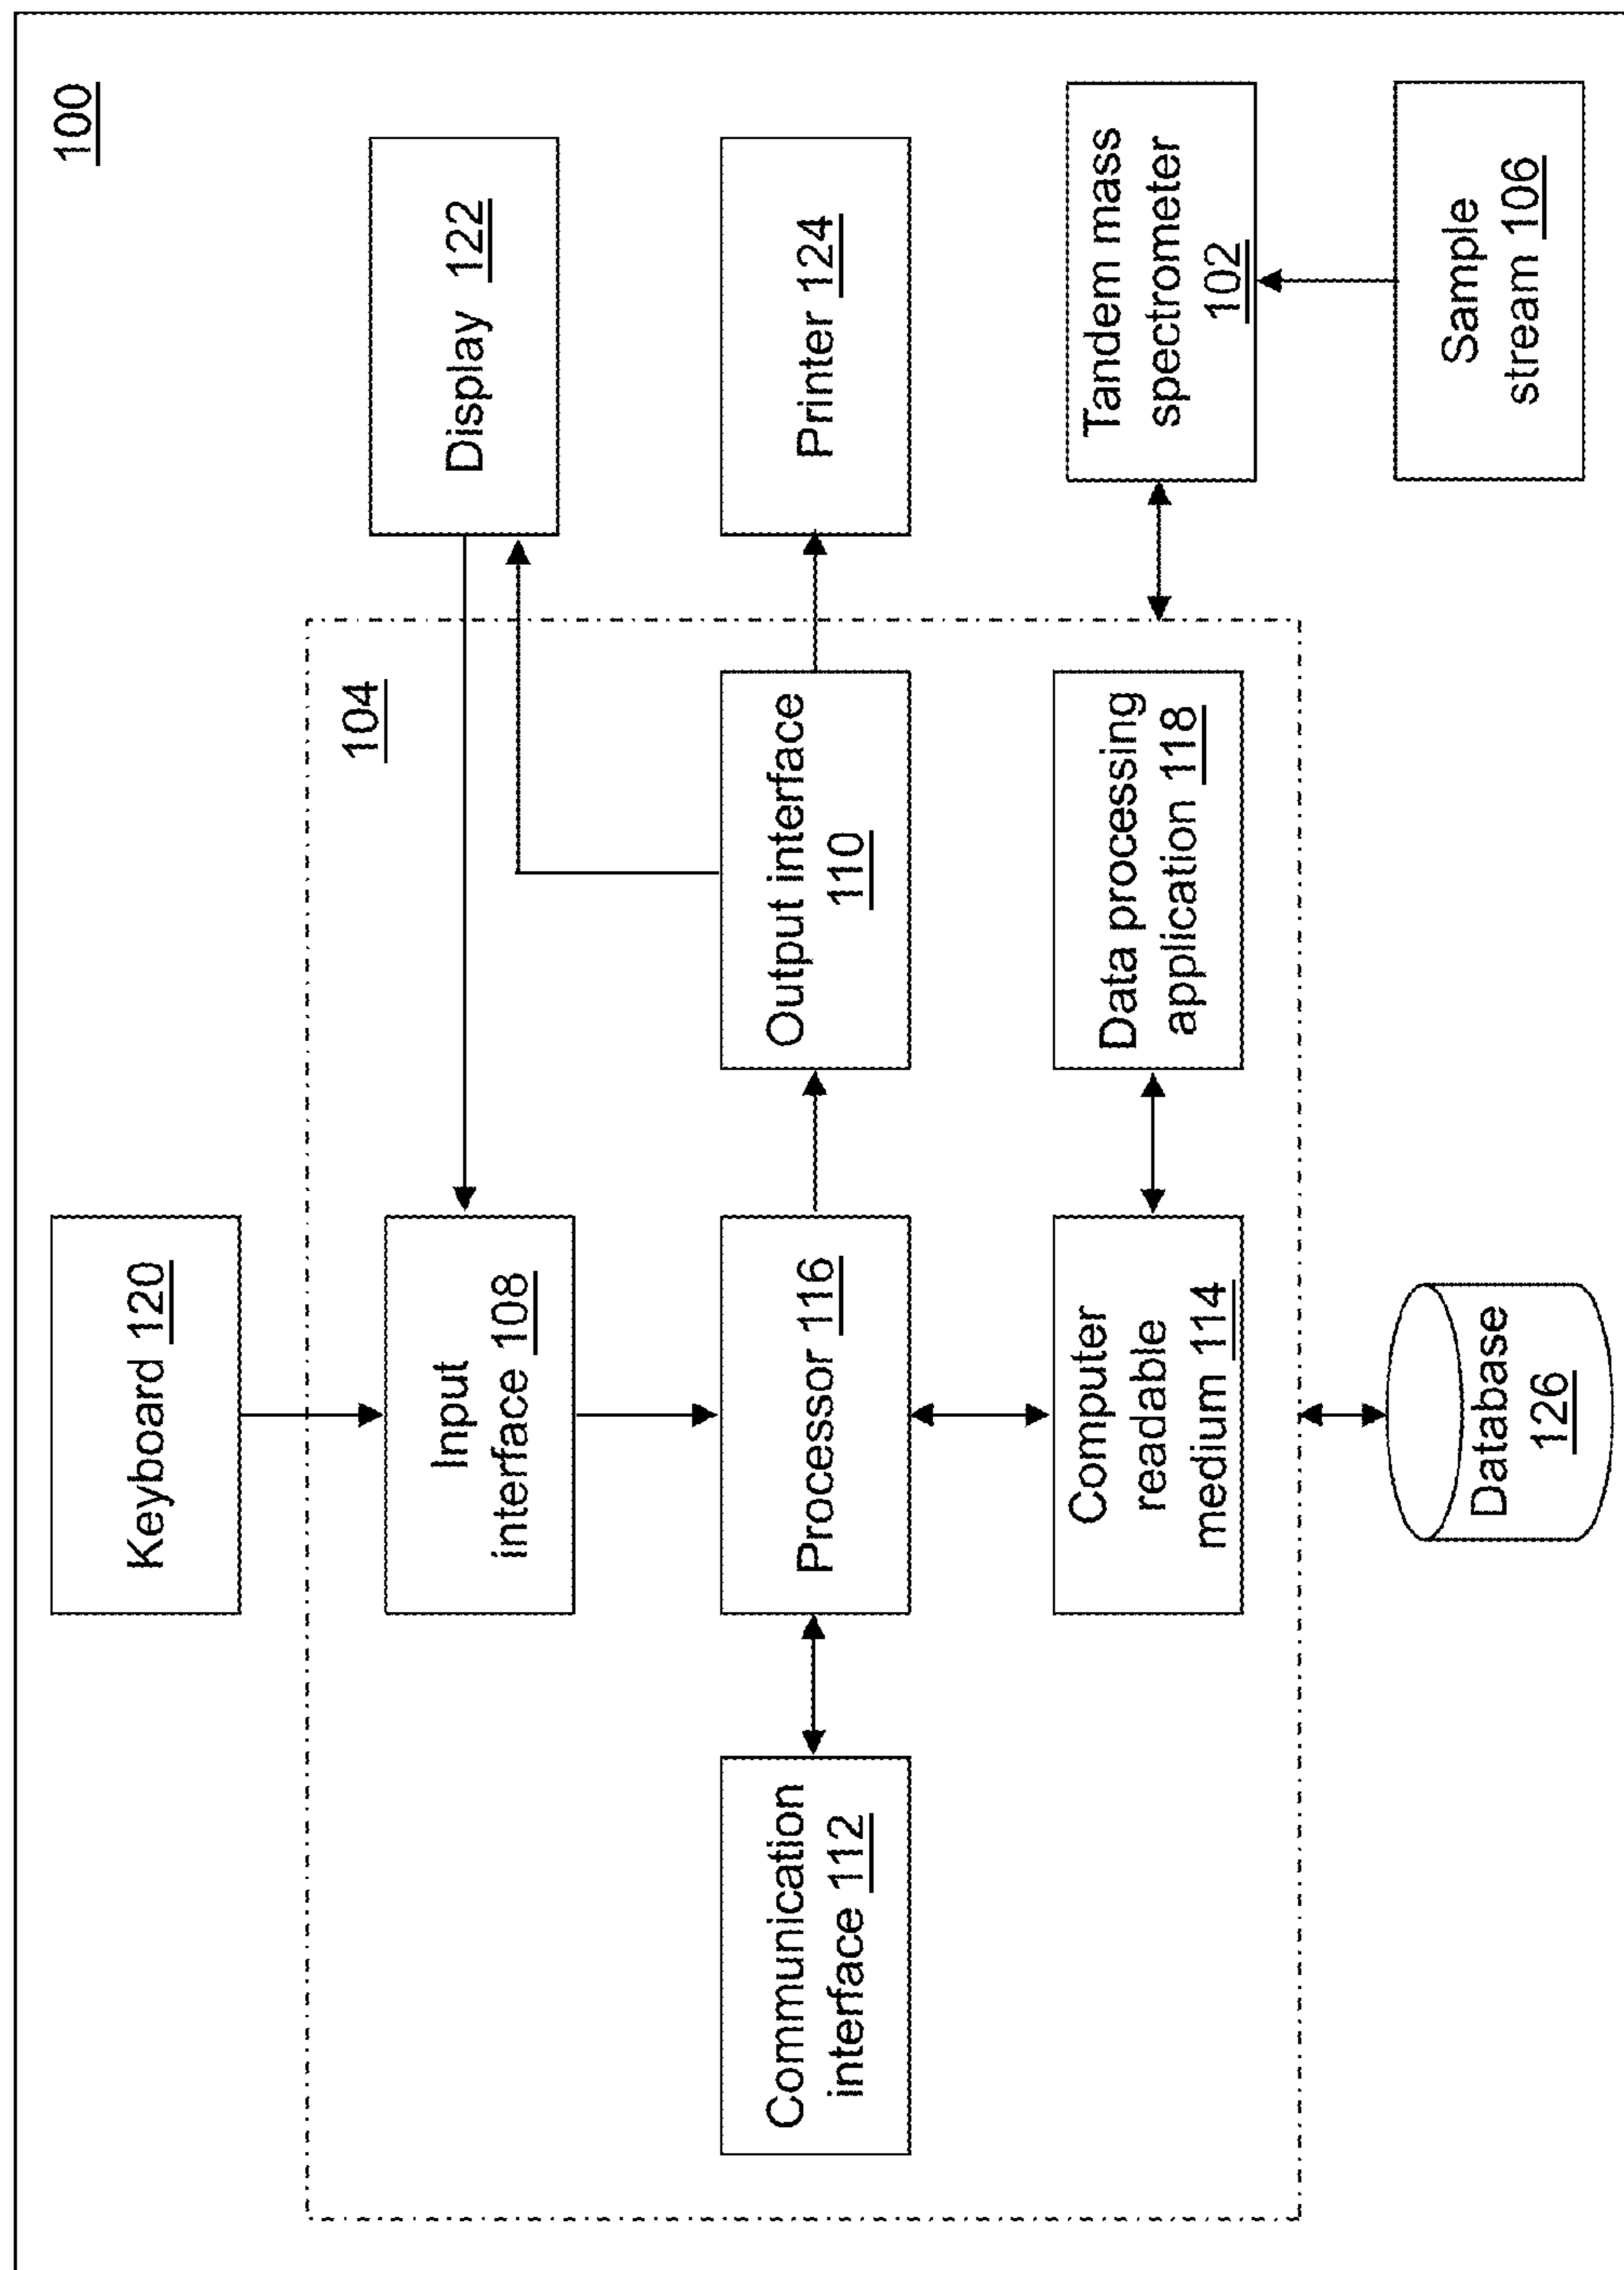 100
Keyboard 120
Display 122
104
Input
interface 108
Communication
interface 112
Processor 116
Output interface
110
Printer 124
Computer
readable
medium 114
Data processing
application 118
Tandem mass
spectrometer
102
Database
126
Sample
stream 106